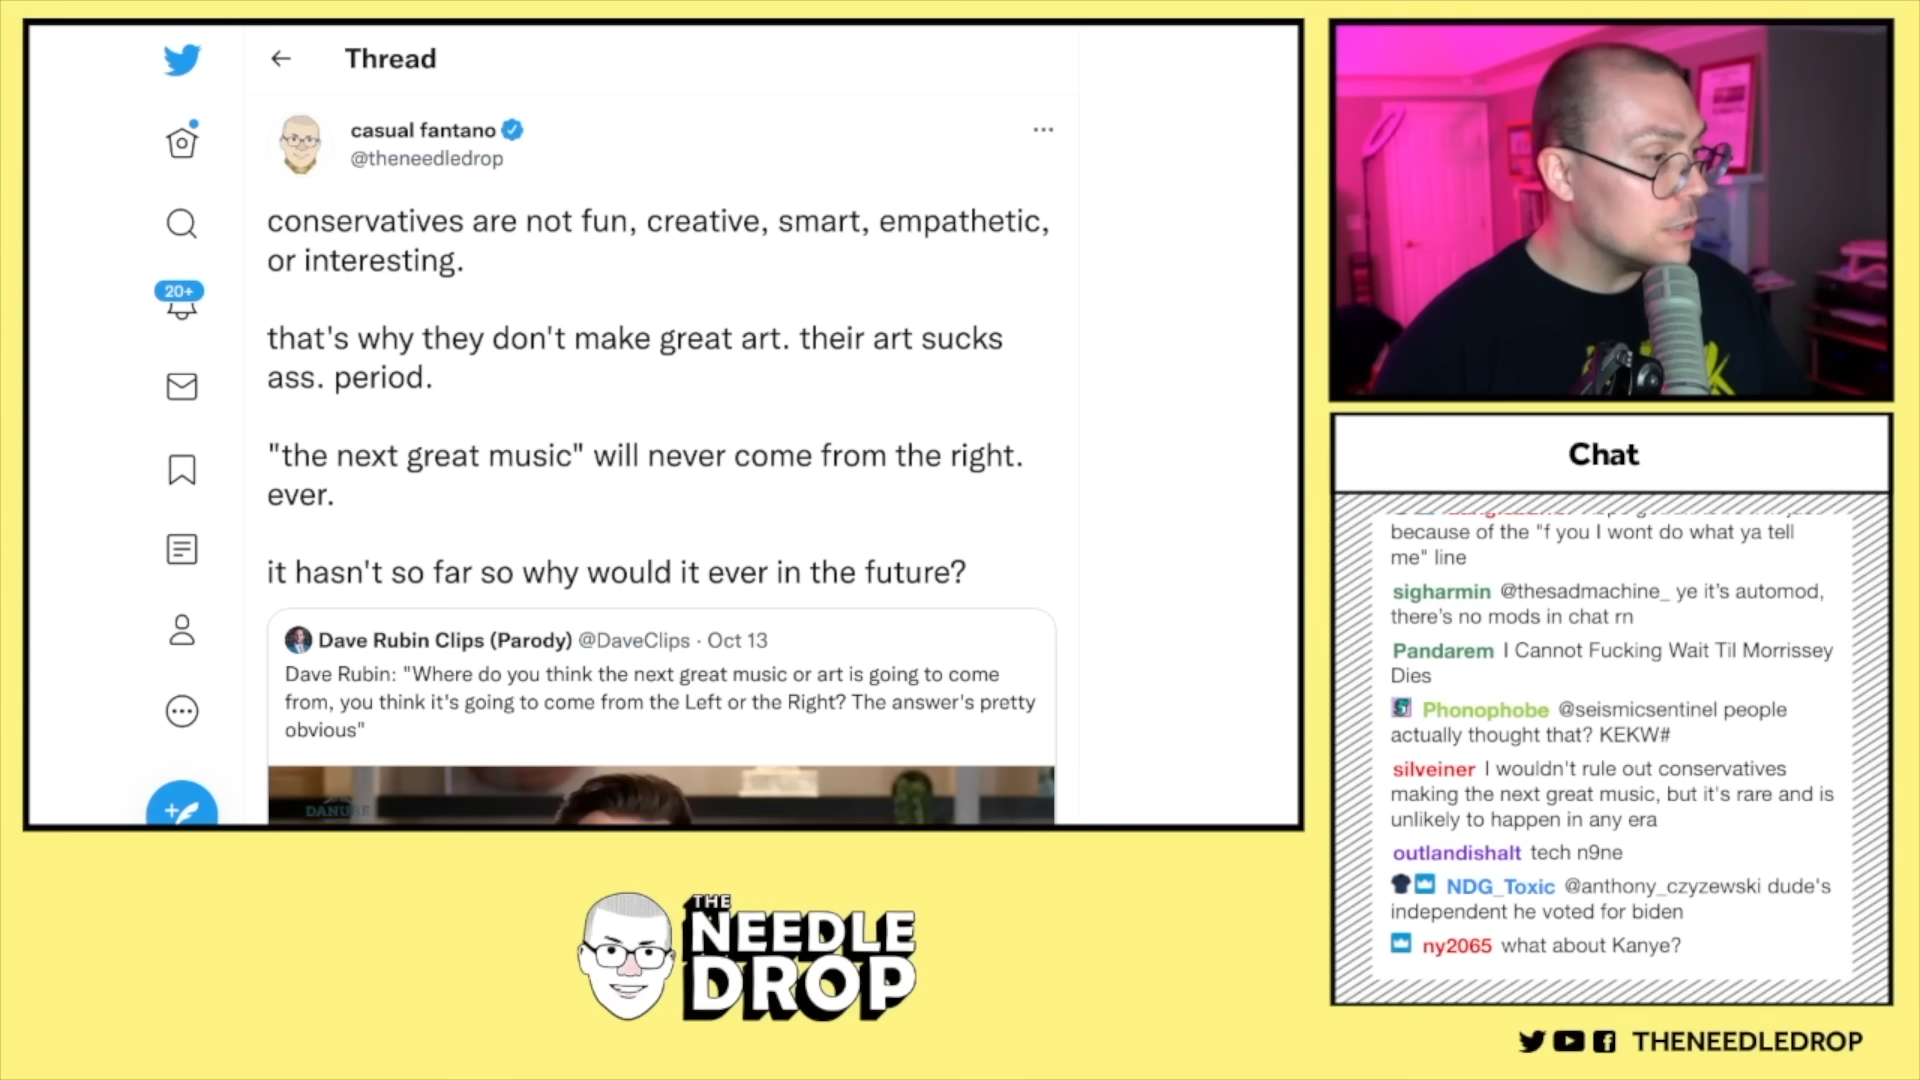 Thread
casual fantano
@theneedledrop
conservatives are not fun, creative, smart, empathetic,
or interesting.
that's why they don't make great art. their art sucks
ass. period.
"the next great music" will never come from the right.
ever.
it hasn't so far so why would it ever in the future?
20+
Dave Rubin Clips (Parody) @DaveClips · Oct 13
Dave Rubin: "Where do you think the next great music or art is going to come
from, you think it's going to come from the Left or the Right? The answer's pretty
obvious"
DANUBE
THE
NEEDLE
DROP
Chat
because of the "f you I wont do what ya tell
me" line
sigharmin @thesadmachine_ ye it's automod,
there's no mods in chat rn
Pandarem I Cannot Fucking Wait Til Morrissey
Dies
Phonophobe @seismicsentinel people
actually thought that? KEKW#
silveiner I wouldn't rule out conservatives
making the next great music, but it's rare and is
unlikely to happen in any era
outlandishalt tech n9ne
NDG_Toxic @anthony_czyzewski dude's
independent he voted for biden
ny2065 what about Kanye?
THENEEDLEDROP